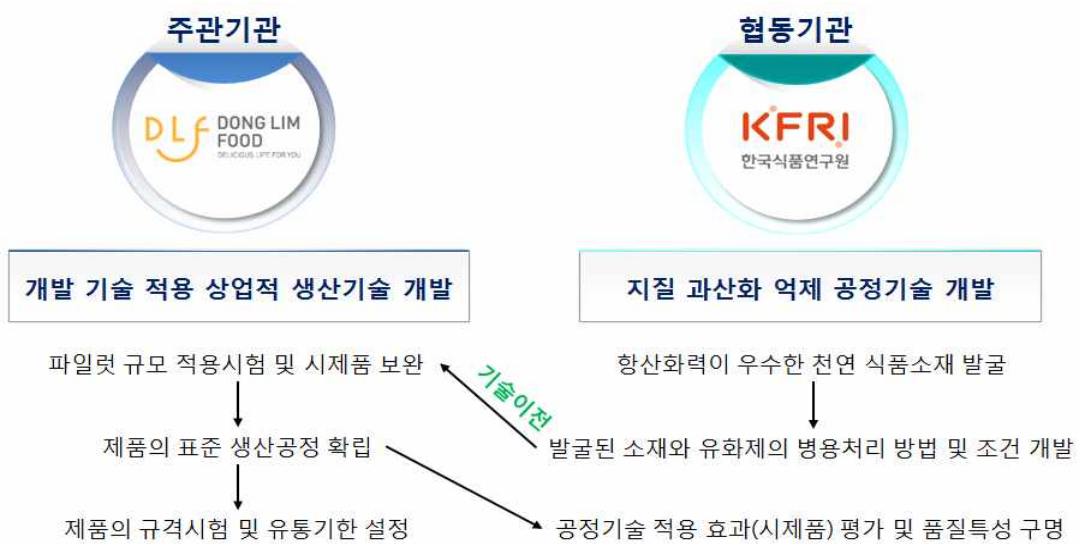 주관기관
DLF DONG LIM
FOOD
DELICIOUS LIFE FOR YOU
개발 기술 적용 상업적 생산기술 개발
파일럿 규모 적용시험 및 시제품 보완
제품의 표준 생산공정 확립
제품의 규격시험 및 유통기한 설정
기술이전
협동기관
KFRI
한국식품연구원
지질 과산화 억제 공정기술 개발
항산화력이 우수한 천연 식품소재 발굴
발굴된 소재와 유화제의 병용처리 방법 및 조건 개발
공정기술 적용 효과(시제품) 평가 및 품질특성 구명